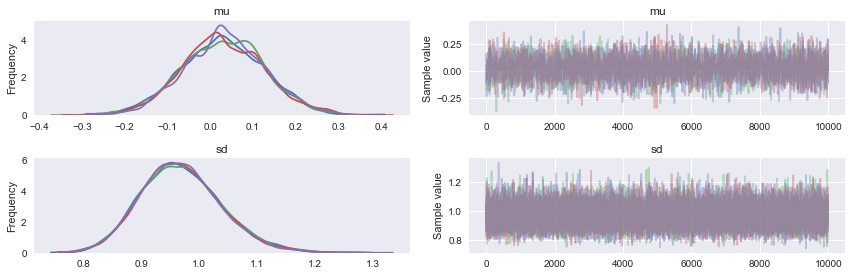 mu
Frequency
4
2
0
−0.4 −0.3 −0.2 −0.1 0.0 0.1 0.2 0.3 0.4
mu
Sample value
0.25
0.00
−0.25
0 2000 4000 6000 8000 10000
sd
Frequency
6
4
2
0
0.8 0.9 1.0 1.1 1.2 1.3
sd
Sample value
1.2
1.0
0.8
0 2000 4000 6000 8000 10000